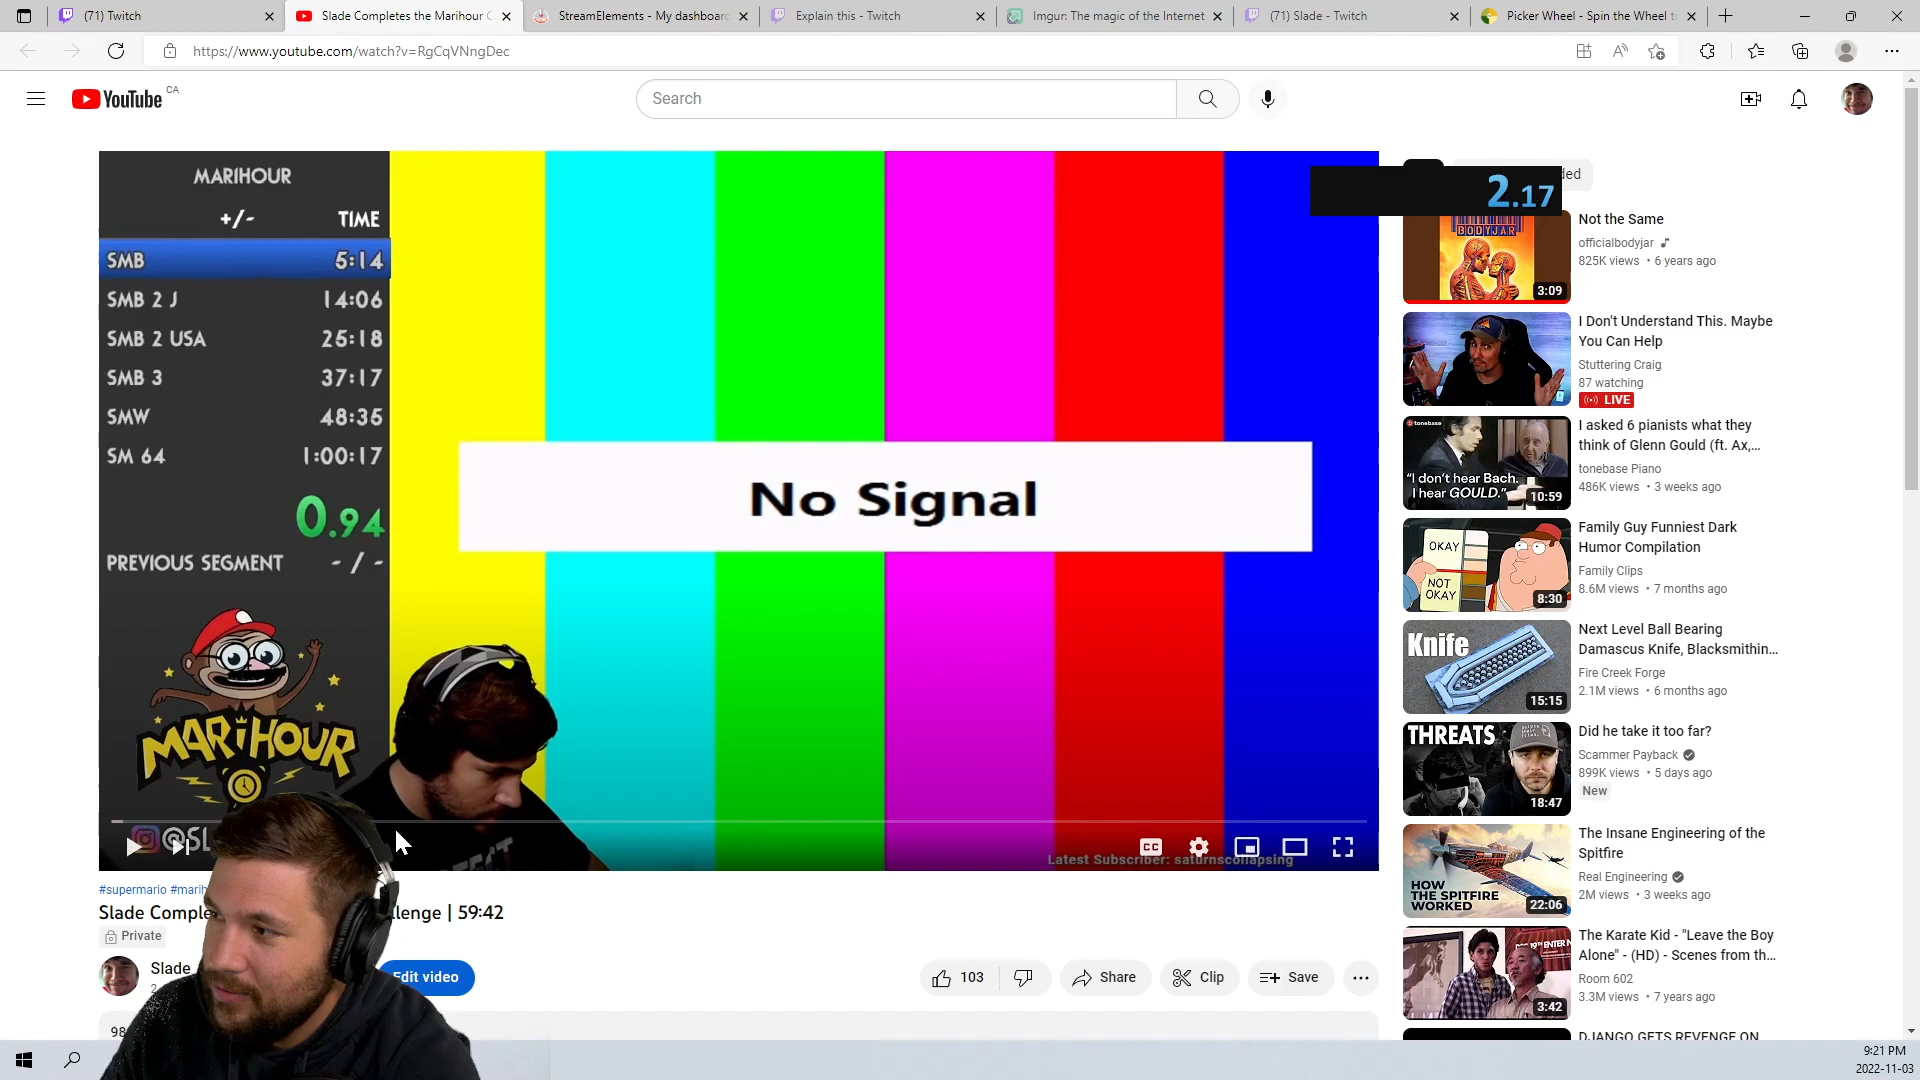 (71) Twitch
Slade Completes the Marihour C
StreamElements - My dashboard
Explain this - Twitch
Imgur: The magic of the Internet
(71) Slade - Twitch
Picker Wheel - Spin the Wheel to
https://www.youtube.com/watch?v=RgCqVNngDec
YouTube CA
Search
MARIHOUR
+/- TIME
SMB 5:14
SMB 2 J 14:06
SMB 2 USA 25:18
SMB 3 37:17
SMW 48:35
SM 64 1:00:17
0.94
PREVIOUS SEGMENT - / -
MARiHOUR
@SL
No Signal
Latest Subscriber: saturnscollapsing
2.17
ded
#supermario #marih
Slade Comple lenge | 59:42
Private
Slade
Edit video
103
Share
Clip
Save
98
BODYJAR
3:09
Not the Same
officialbodyjar
825K views • 6 years ago
I Don't Understand This. Maybe
You Can Help
Stuttering Craig
87 watching
LIVE
tonebase
"I don't hear Bach.
I hear GOULD."
10:59
I asked 6 pianists what they
think of Glenn Gould (ft. Ax,...
tonebase Piano
486K views • 3 weeks ago
OKAY
NOT
OKAY
8:30
Family Guy Funniest Dark
Humor Compilation
Family Clips
8.6M views • 7 months ago
Knife
15:15
Next Level Ball Bearing
Damascus Knife, Blacksmithin...
Fire Creek Forge
2.1M views • 6 months ago
THREATS
18:47
Did he take it too far?
Scammer Payback
899K views • 5 days ago
New
HOW
THE SPITFIRE
WORKED
22:06
The Insane Engineering of the
Spitfire
Real Engineering
2M views • 3 weeks ago
3:42
The Karate Kid - "Leave the Boy
Alone" - (HD) - Scenes from th...
Room 602
3.3M views • 7 years ago
DJANGO GETS REVENGE ON
9:21 PM
2022-11-03